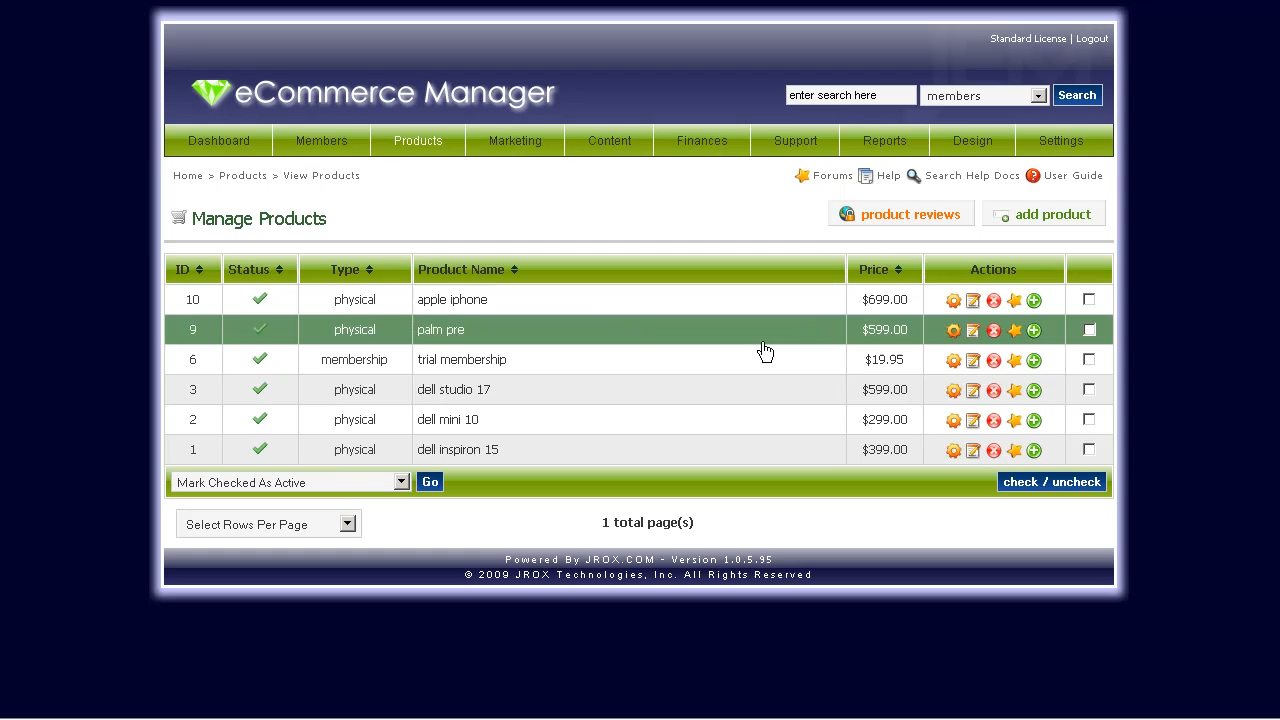 Standard License | Logout
eCommerce Manager
enter search here members Search
Dashboard Members Products Marketing Content Finances Support Reports Design Settings
Home > Products > View Products Forums Help Search Help Docs User Guide
Manage Products product reviews add product
ID Status Type Product Name Price Actions
10 physical apple iphone $699.00
9 physical palm pre $599.00
6 membership trial membership $19.95
3 physical dell studio 17 $599.00
2 physical dell mini 10 $299.00
1 physical dell inspiron 15 $399.00
Mark Checked As Active Go check / uncheck
Select Rows Per Page 1 total page(s)
Powered By JROX.COM - Version 1.0.5.95
© 2009 JROX Technologies, Inc. All Rights Reserved